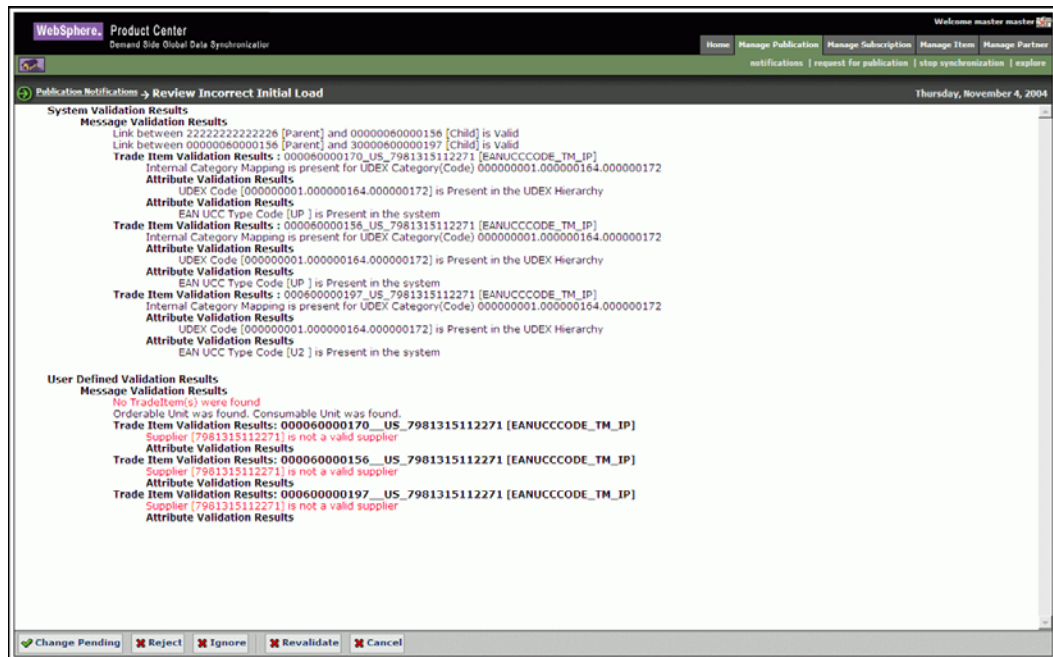 Welcome master master
WebSphere. Product Center
Demand Side Global Data Synchronization
Home Manage Publication Manage Subscription Manage Item Manage Partner
notifications | request for publication | stop synchronization | explore
Publication Notifications → Review Incorrect Initial Load Thursday, November 4, 2004
System Validation Results
Message Validation Results
Link between 22222222222226 [Parent] and 00000060000156 [Child] is Valid
Link between 00000060000156 [Parent] and 30000060000197 [Child] is Valid
Trade Item Validation Results : 000060000170_US_7981315112271 [EANUCCCODE_TM_IP]
Internal Category Mapping is present for UDEX Category(Code) 000000001.000000164.000000172
Attribute Validation Results
UDEX Code [000000001.000000164.000000172] is Present in the UDEX Hierarchy
Attribute Validation Results
EAN UCC Type Code [UP ] is Present in the system
Trade Item Validation Results : 000060000156_US_7981315112271 [EANUCCCODE_TM_IP]
Internal Category Mapping is present for UDEX Category(Code) 000000001.000000164.000000172
Attribute Validation Results
UDEX Code [000000001.000000164.000000172] is Present in the UDEX Hierarchy
Attribute Validation Results
EAN UCC Type Code [UP ] is Present in the system
Trade Item Validation Results : 000600000197_US_7981315112271 [EANUCCCODE_TM_IP]
Internal Category Mapping is present for UDEX Category(Code) 000000001.000000164.000000172
Attribute Validation Results
UDEX Code [000000001.000000164.000000172] is Present in the UDEX Hierarchy
Attribute Validation Results
EAN UCC Type Code [U2 ] is Present in the system
User Defined Validation Results
Message Validation Results
No TradeItem(s) were found
Orderable Unit was found. Consumable Unit was found.
Trade Item Validation Results: 000060000170__US_7981315112271 [EANUCCCODE_TM_IP]
Supplier [7981315112271] is not a valid supplier
Attribute Validation Results
Trade Item Validation Results: 000060000156__US_7981315112271 [EANUCCCODE_TM_IP]
Supplier [7981315112271] is not a valid supplier
Attribute Validation Results
Trade Item Validation Results: 000600000197__US_7981315112271 [EANUCCCODE_TM_IP]
Supplier [7981315112271] is not a valid supplier
Attribute Validation Results
Change Pending Reject Ignore Revalidate Cancel